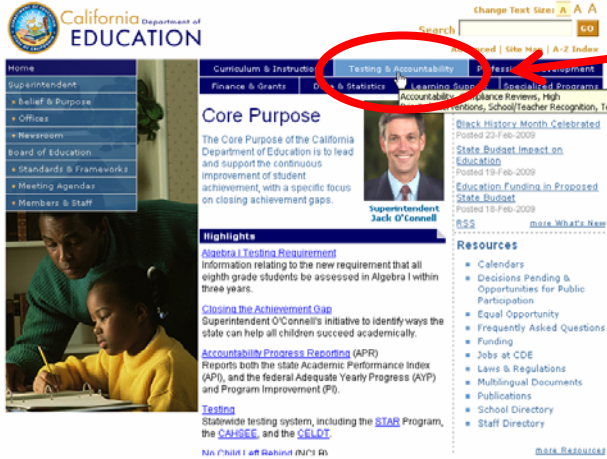 California Department of
EDUCATION
Change Text Size: A A A
Search GO
Advanced | Site Map | A-Z Index
Home
Superintendent
• Belief & Purpose
• Offices
• Newsroom
Board of Education
• Standards & Frameworks
• Meeting Agendas
• Members & Staff
Curriculum & Instruction
Testing & Accountability
Development
Finance & Grants
& Statistics
Learning Support
Specialized Programs
Accountability, Compliance Reviews, High
School/Teacher Recognition,
Core Purpose
The Core Purpose of the California
Department of Education is to lead
and support the continuous
improvement of student
achievement, with a specific focus
on closing achievement gaps.
Superintendent
Jack O'Connell
Highlights
Algebra I Testing Requirement
Information relating to the new requirement that all
eighth grade students be assessed in Algebra I within
three years.
Closing the Achievement Gap
Superintendent O'Connell's initiative to identify ways the
state can help all children succeed academically.
Accountability Progress Reporting (APR)
Reports both the state Academic Performance Index
(API), and the federal Adequate Yearly Progress (AYP)
and Program Improvement (PI).
Testing
Statewide testing system, including the STAR Program,
the CAHSEE, and the CELDT.
No Child Left Behind (NCLB)
Black History Month Celebrated
Posted 23-Feb-2009
State Budget Impact on
Education
Posted 19-Feb-2009
Education Funding in Proposed
State Budget
Posted 18-Feb-2009
RSS more What's New
Resources
Calendars
Decisions Pending &
Opportunities for Public
Participation
Equal Opportunity
Frequently Asked Questions
Funding
Jobs at CDE
Laws & Regulations
Multilingual Documents
Publications
School Directory
Staff Directory
more Resources